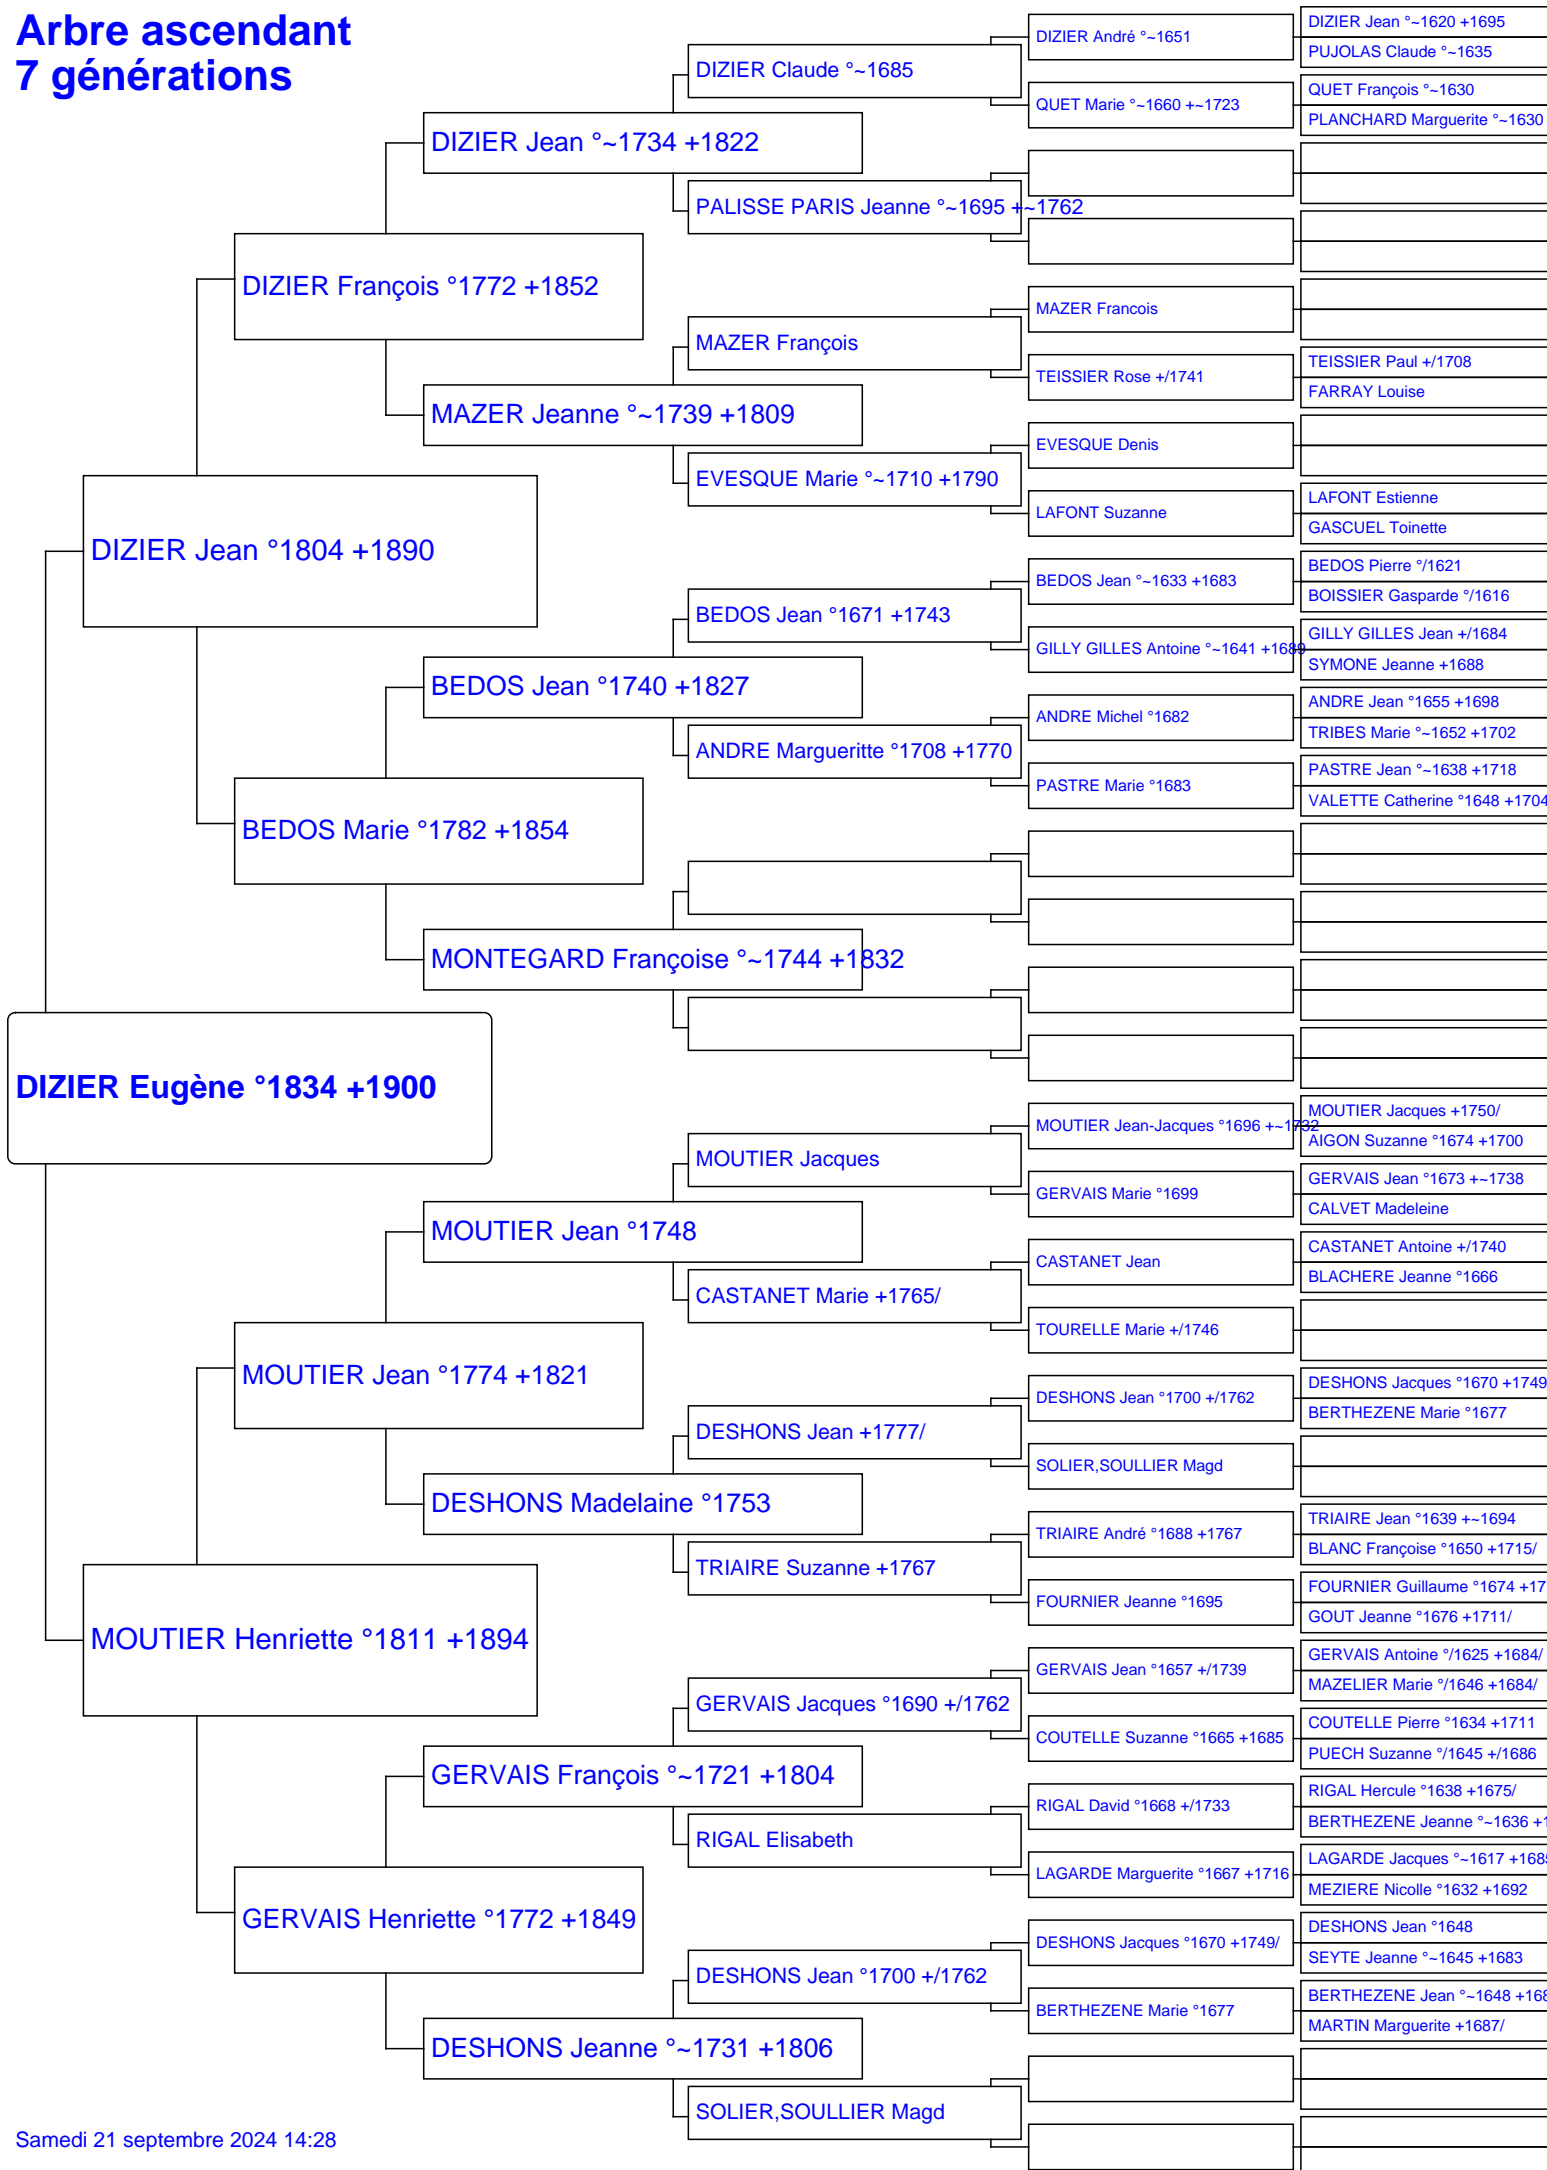 Arbre ascendant
7 générations
DIZIER Eugène °1834 +1900
DIZIER Jean °1804 +1890
MOUTIER Henriette °1811 +1894
DIZIER François °1772 +1852
BEDOS Marie °1782 +1854
MOUTIER Jean °1774 +1821
GERVAIS Henriette °1772 +1849
DIZIER Jean °~1734 +1822
MAZER Jeanne °~1739 +1809
BEDOS Jean °1740 +1827
MONTEGARD Françoise °~1744 +1832
MOUTIER Jean °1748
DESHONS Madelaine °1753
GERVAIS François °~1721 +1804
DESHONS Jeanne °~1731 +1806
DIZIER Claude °~1685
PALISSE PARIS Jeanne °~1695 +~1762
MAZER François
EVESQUE Marie °~1710 +1790
BEDOS Jean °1671 +1743
ANDRE Margueritte °1708 +1770
MOUTIER Jacques
CASTANET Marie +1765/
DESHONS Jean +1777/
TRIAIRE Suzanne +1767
GERVAIS Jacques °1690 +/1762
RIGAL Elisabeth
DESHONS Jean °1700 +/1762
SOLIER,SOULLIER Magd
DIZIER André °~1651
QUET Marie °~1660 +~1723
MAZER Francois
TEISSIER Rose +/1741
EVESQUE Denis
LAFONT Suzanne
BEDOS Jean °~1633 +1683
GILLY GILLES Antoine °~1641 +1689
ANDRE Michel °1682
PASTRE Marie °1683
MOUTIER Jean-Jacques °1696 +~1732
GERVAIS Marie °1699
CASTANET Jean
TOURELLE Marie +/1746
DESHONS Jean °1700 +/1762
SOLIER,SOULLIER Magd
TRIAIRE André °1688 +1767
FOURNIER Jeanne °1695
GERVAIS Jean °1657 +/1739
COUTELLE Suzanne °1665 +1685
RIGAL David °1668 +/1733
LAGARDE Marguerite °1667 +1716
DESHONS Jacques °1670 +1749/
BERTHEZENE Marie °1677
DIZIER Jean °~1620 +1695
PUJOLAS Claude °~1635
QUET François °~1630
PLANCHARD Marguerite °~1630
TEISSIER Paul +/1708
FARRAY Louise
LAFONT Estienne
GASCUEL Toinette
BEDOS Pierre °/1621
BOISSIER Gasparde °/1616
GILLY GILLES Jean +/1684
SYMONE Jeanne +1688
ANDRE Jean °1655 +1698
TRIBES Marie °~1652 +1702
PASTRE Jean °~1638 +1718
VALETTE Catherine °1648 +1704
MOUTIER Jacques +1750/
AIGON Suzanne °1674 +1700
GERVAIS Jean °1673 +~1738
CALVET Madeleine
CASTANET Antoine +/1740
BLACHERE Jeanne °1666
DESHONS Jacques °1670 +1749
BERTHEZENE Marie °1677
TRIAIRE Jean °1639 +~1694
BLANC Françoise °1650 +1715/
FOURNIER Guillaume °1674 +17
GOUT Jeanne °1676 +1711/
GERVAIS Antoine °/1625 +1684/
MAZELIER Marie °/1646 +1684/
COUTELLE Pierre °1634 +1711
PUECH Suzanne °/1645 +/1686
RIGAL Hercule °1638 +1675/
BERTHEZENE Jeanne °~1636 +1
LAGARDE Jacques °~1617 +1685
MEZIERE Nicolle °1632 +1692
DESHONS Jean °1648
SEYTE Jeanne °~1645 +1683
BERTHEZENE Jean °~1648 +168
MARTIN Marguerite +1687/
Samedi 21 septembre 2024 14:28